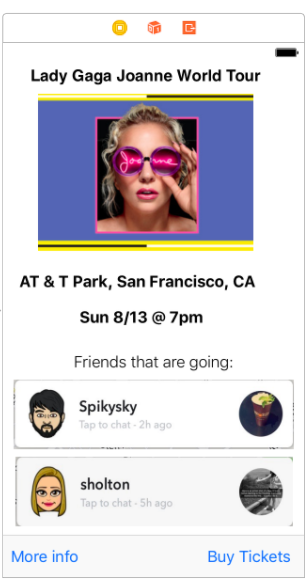 Lady Gaga Joanne World Tour
Joanne
AT & T Park, San Francisco, CA
Sun 8/13 @ 7pm
Friends that are going:
Spikysky
Tap to chat - 2h ago
sholton
Tap to chat - 5h ago
More info
Buy Tickets